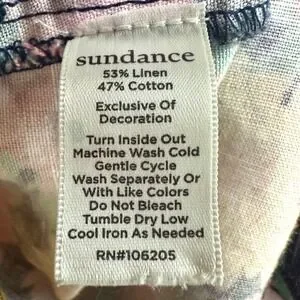 sundance
53% Linen
47% Cotton
Exclusive Of
Decoration
Turn Inside Out
Machine Wash Cold
Gentle Cycle
Wash Separately Or
With Like Colors
Do Not Bleach
Tumble Dry Low
Cool Iron As Needed
RN#106205